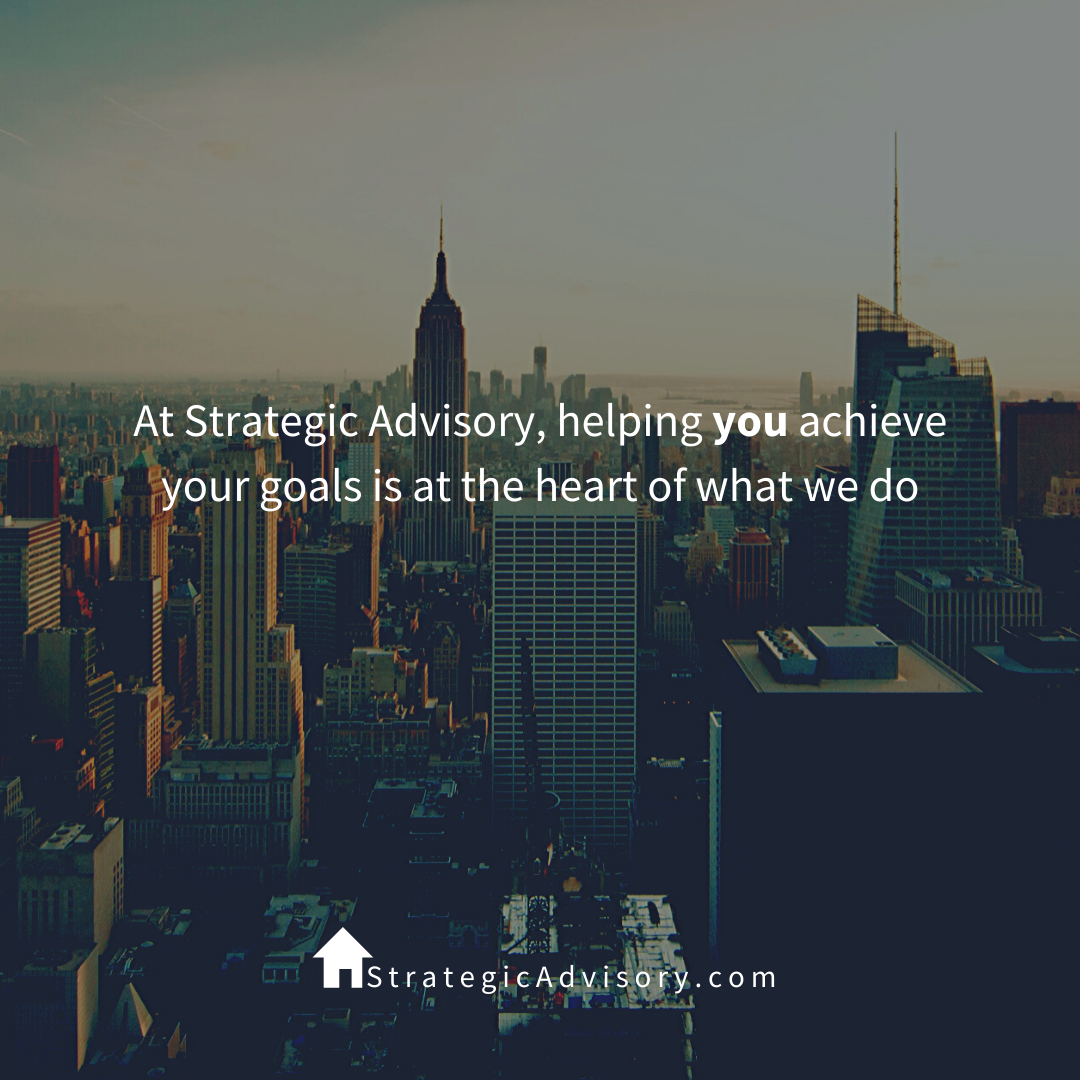 At Strategic Advisory, helping you achieve
your goals is at the heart of what we do
StrategicAdvisory.com